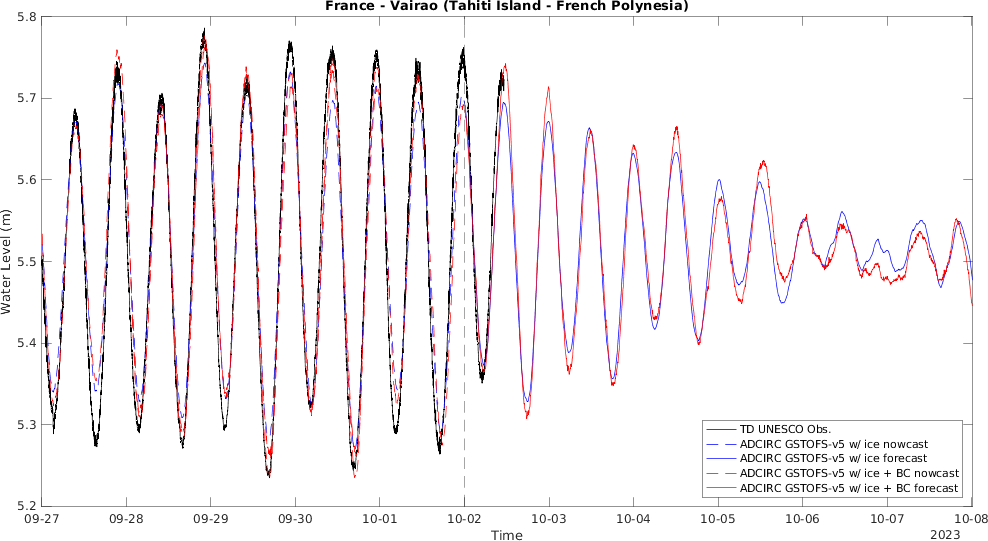 France - Vairao (Tahiti Island - French Polynesia)
5.8
5.7
5.6
5.5
5.4
5.3
5.2
Water Level (m)
TD UNESCO Obs.
ADCIRC GSTOFS-v5 w/ ice nowcast
ADCIRC GSTOFS-v5 w/ ice forecast
ADCIRC GSTOFS-v5 w/ ice + BC nowcast
ADCIRC GSTOFS-v5 w/ ice + BC forecast
09-27 09-28 09-29 09-30 10-01 10-02 10-03 10-04 10-05 10-06 10-07 10-08
Time
2023